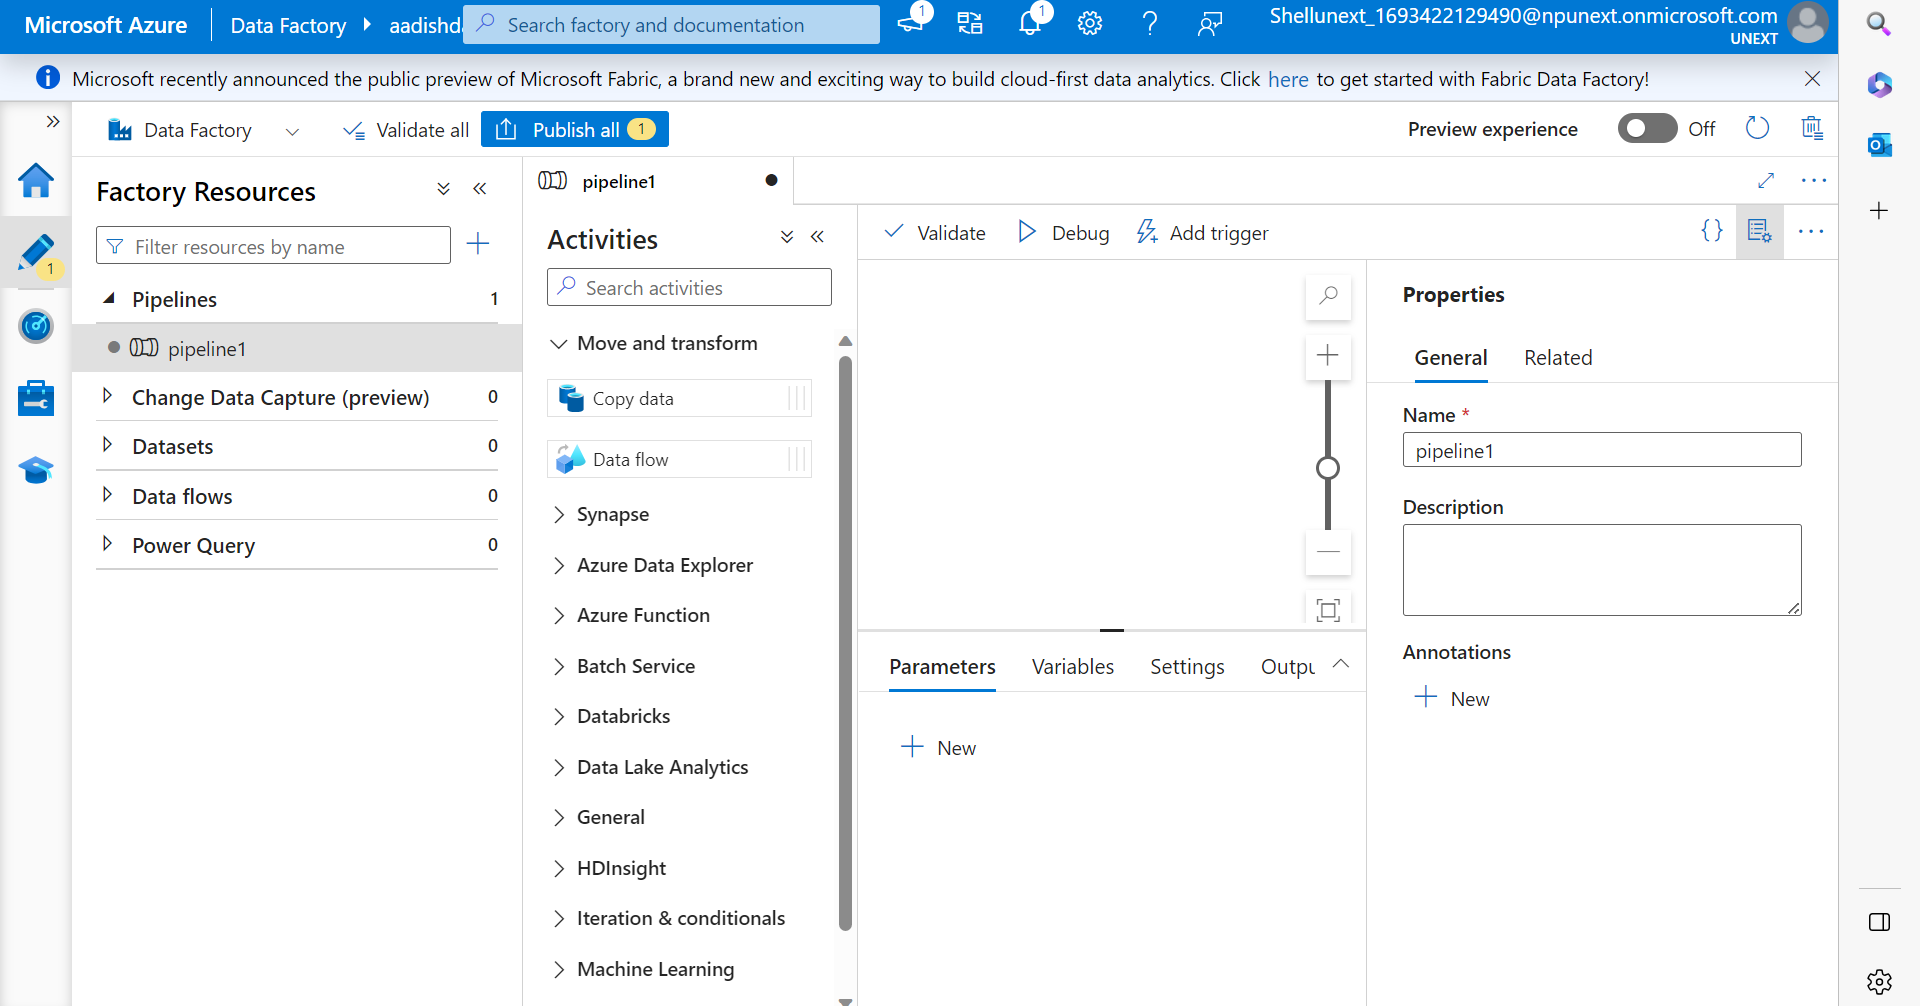 Microsoft Azure
Data Factory
aadishd
Search factory and documentation
1
1
Shellunext_1693422129490@npunext.onmicrosoft.com
UNEXT
Microsoft recently announced the public preview of Microsoft Fabric, a brand new and exciting way to build cloud-first data analytics. Click here to get started with Fabric Data Factory!
Data Factory
Validate all
Publish all 1
Preview experience
Off
1
Factory Resources
Filter resources by name
Pipelines 1
pipeline1
Change Data Capture (preview) 0
Datasets 0
Data flows 0
Power Query 0
pipeline1
Activities
Search activities
Move and transform
Copy data
Data flow
Synapse
Azure Data Explorer
Azure Function
Batch Service
Databricks
Data Lake Analytics
General
HDInsight
Iteration & conditionals
Machine Learning
Validate
Debug
Add trigger
Parameters
Variables
Settings
Outpu
New
Properties
General
Related
Name *
pipeline1
Description
Annotations
New